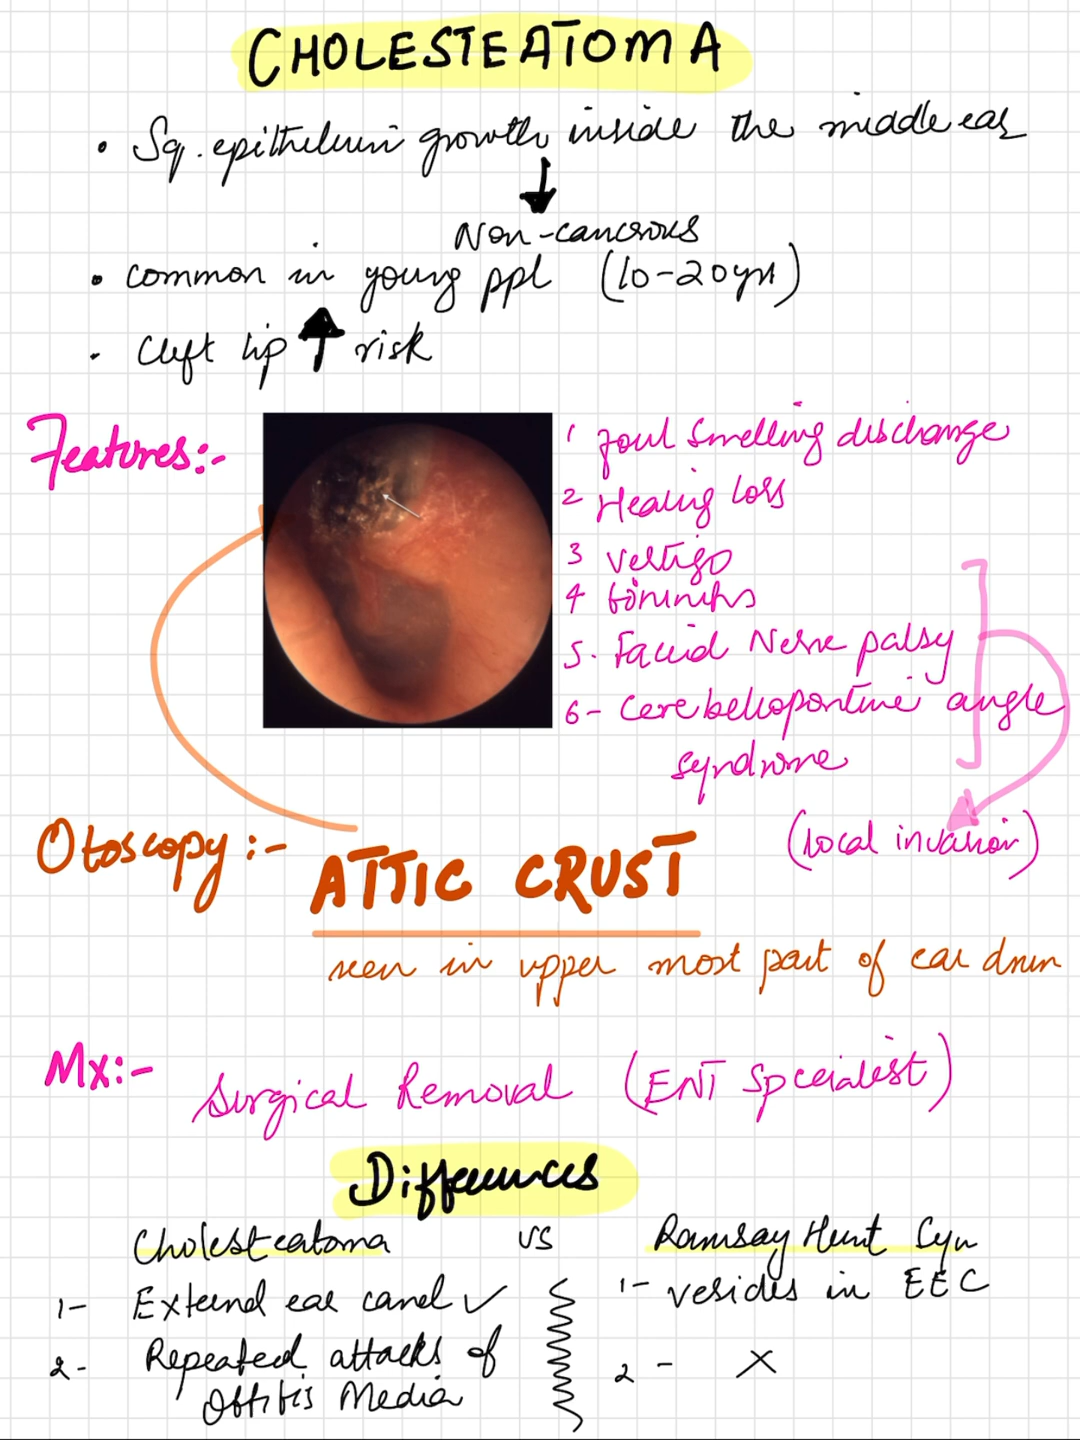 CHOLESTEATOMA
• Sq. epithelium growth inside the middle ear
Non-cancrous
• common in young ppl (10-20yrs)
• Cleft lip ↑ risk
Features:-
1 foul smelling discharge
2 Hearing loss
3 vertigo
4 tinnitus
5. Facial Nerve palsy
6- Cerebellopontine angle
syndrome
(local invasion)
Otoscopy:- ATTIC CRUST
seen in upper most part of ear drum
Mx:- Surgical Removal (ENT Specialist)
Differences
Cholesteatoma vs Ramsay Hunt Syn
1- External ear canal ✓ 1- vesicles in EEC
2- Repeated attacks of 2- X
Ottitis Media